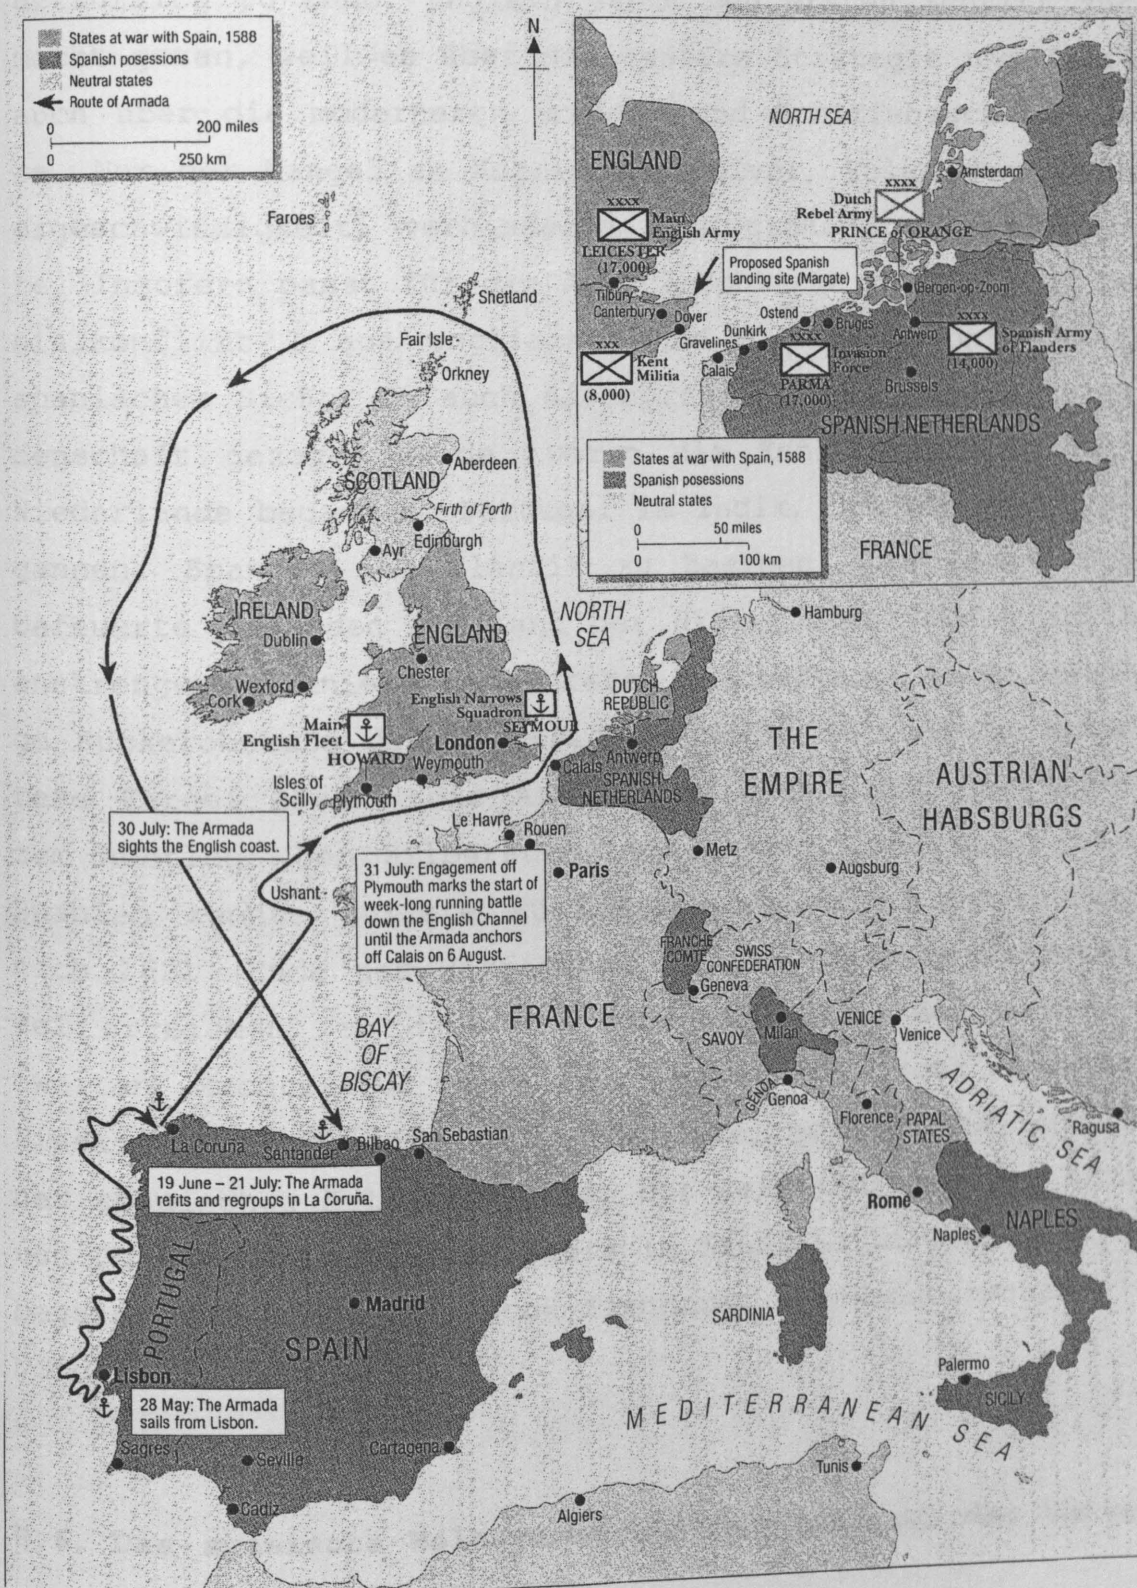 States at war with Spain, 1588
Spanish posessions
Neutral states
Route of Armada
0 200 miles
0 250 km
N
Faroes
Shetland
Fair Isle
Orkney
Aberdeen
SCOTLAND
Firth of Forth
Edinburgh
Ayr
IRELAND
Dublin
Wexford
Cork
ENGLAND
Chester
NORTH
SEA
English Narrows
Squadron
SEYMOUR
Main
English Fleet
HOWARD
London
Weymouth
Isles of
Scilly
Plymouth
30 July: The Armada
sights the English coast.
31 July: Engagement off
Plymouth marks the start of
week-long running battle
down the English Channel
until the Armada anchors
off Calais on 6 August.
Ushant
Le Havre
Rouen
Paris
Calais
Antwerp
DUTCH
REPUBLIC
SPANISH
NETHERLANDS
Hamburg
THE
EMPIRE
AUSTRIAN
HABSBURGS
Metz
Augsburg
FRANCHE
COMTE
SWISS
CONFEDERATION
Geneva
FRANCE
SAVOY
Milan
VENICE
Venice
GENOA
Genoa
Florence
PAPAL
STATES
ADRIATIC SEA
Ragusa
Rome
Naples
NAPLES
SARDINIA
Palermo
SICILY
MEDITERRANEAN SEA
Tunis
Algiers
BAY
OF
BISCAY
La Coruña
Santander
Bilbao
San Sebastian
19 June – 21 July: The Armada
refits and regroups in La Coruña.
PORTUGAL
Madrid
SPAIN
Lisbon
28 May: The Armada
sails from Lisbon.
Sagres
Seville
Cadiz
Cartagena
NORTH SEA
ENGLAND
xxxx
Main
English Army
LEICESTER
(17,000)
Tilbury
Canterbury
Dover
xxx
Kent
Militia
(8,000)
Proposed Spanish
landing site (Margate)
xxxx
Dutch
Rebel Army
PRINCE of ORANGE
Amsterdam
Bergen-op-Zoom
Ostend
Bruges
Dunkirk
Gravelines
Calais
Antwerp
xxxx
Spanish Army
of Flanders
(14,000)
xxxx
Invasion
Force
PARMA
(17,000)
Brussels
SPANISH NETHERLANDS
States at war with Spain, 1588
Spanish posessions
Neutral states
0 50 miles
0 100 km
FRANCE